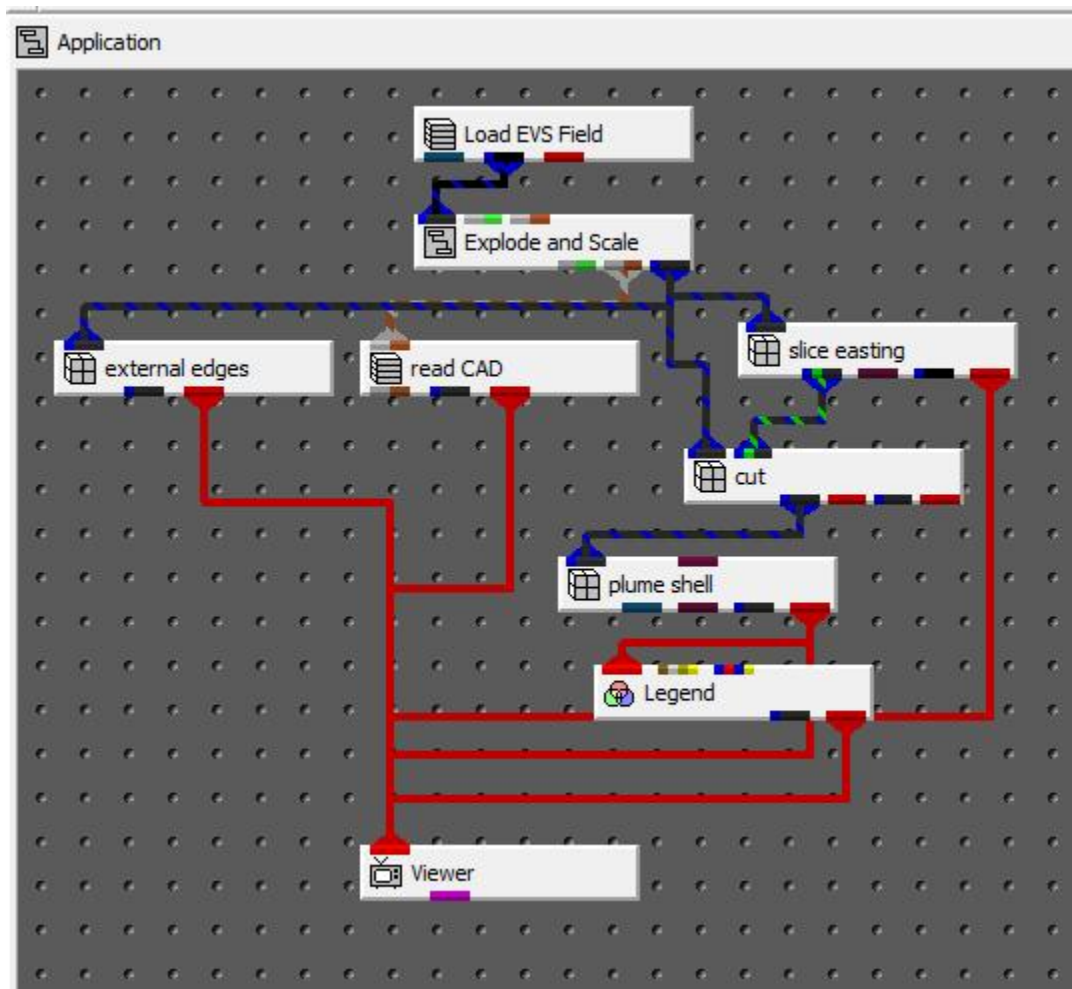 Application
Load EVS Field
Explode and Scale
external edges
read CAD
slice easting
cut
plume shell
Legend
Viewer